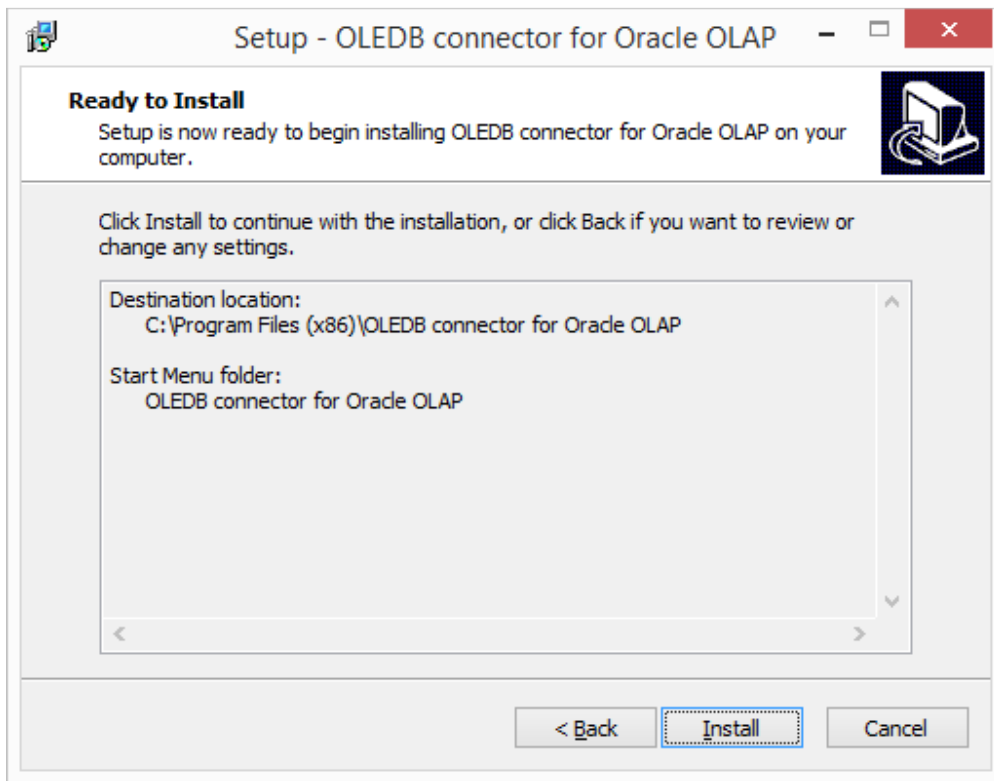 Setup - OLEDB connector for Oracle OLAP
Ready to Install
Setup is now ready to begin installing OLEDB connector for Oracle OLAP on your
computer.
Click Install to continue with the installation, or click Back if you want to review or
change any settings.
Destination location:
C:\Program Files (x86)\OLEDB connector for Oracle OLAP
Start Menu folder:
OLEDB connector for Oracle OLAP
< Back
Install
Cancel